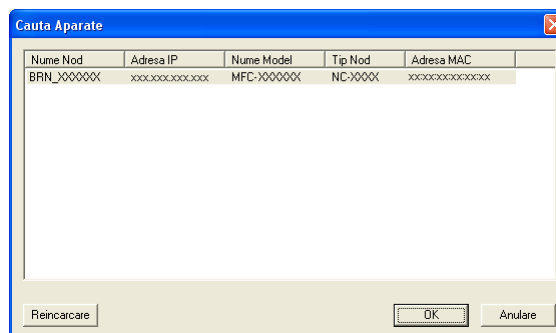 Cauta Aparate
Nume Nod Adresa IP Nume Model Tip Nod Adresa MAC
BRN_XXXXXX xxx.xxx.xxx.xxx MFC-XXXXXX NC-XXXX xx:xx:xx:xx:xx:xx
Reincarcare OK Anulare